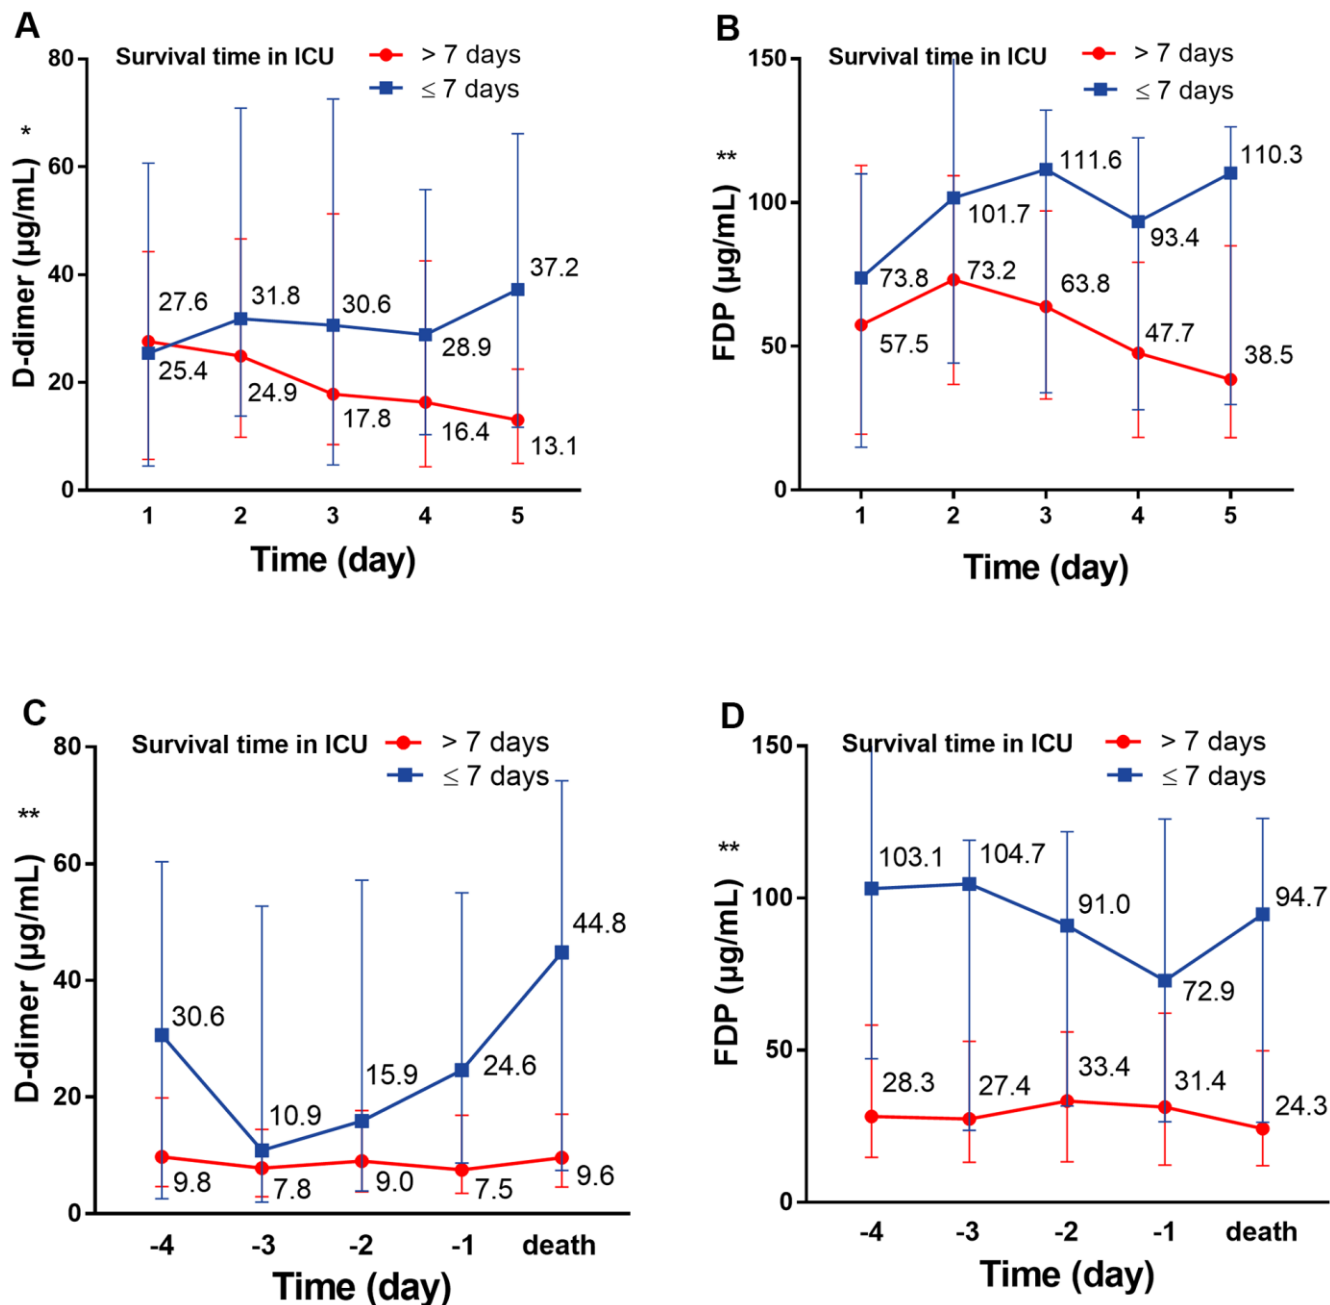 A
Survival time in ICU
> 7 days
≤ 7 days
D-dimer (µg/mL) *
80
60
40
20
0
27.6
31.8
30.6
28.9
37.2
25.4
24.9
17.8
16.4
13.1
1 2 3 4 5
Time (day)
B
Survival time in ICU
> 7 days
≤ 7 days
FDP (µg/mL) **
150
100
50
0
73.8
101.7
111.6
93.4
110.3
57.5
73.2
63.8
47.7
38.5
1 2 3 4 5
Time (day)
C
Survival time in ICU
> 7 days
≤ 7 days
D-dimer (µg/mL) **
80
60
40
20
0
30.6
10.9
15.9
24.6
44.8
9.8
7.8
9.0
7.5
9.6
-4 -3 -2 -1 death
Time (day)
D
Survival time in ICU
> 7 days
≤ 7 days
FDP (µg/mL) **
150
100
50
0
103.1
104.7
91.0
72.9
94.7
28.3
27.4
33.4
31.4
24.3
-4 -3 -2 -1 death
Time (day)